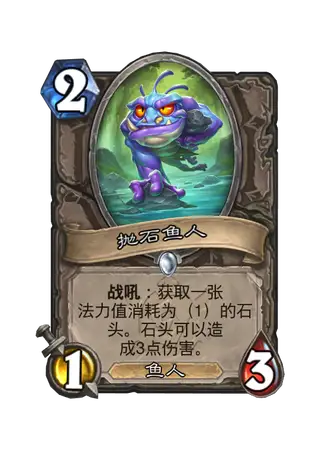 2
抛石鱼人
战吼：获取一张
法力值消耗为（1）的石
头。石头可以造
成3点伤害。
1
鱼人
3